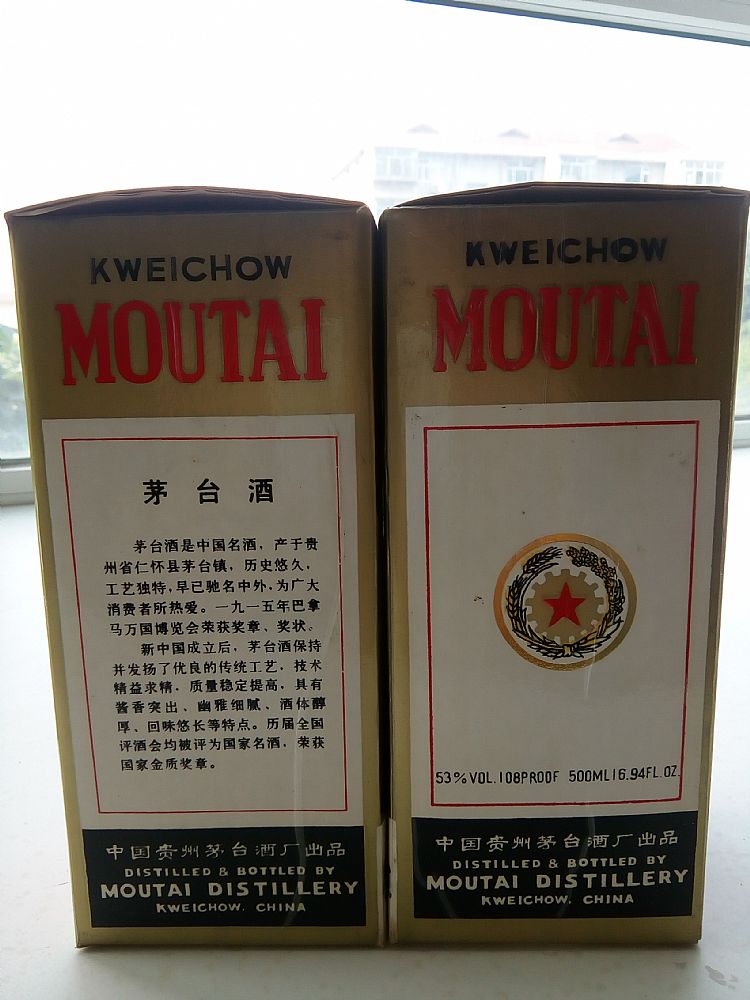 KWEICHOW
MOUTAI
茅台酒
茅台酒是中国名酒，产于贵
州省仁怀县茅台镇，历史悠久，
工艺独特，早已驰名中外，为广大
消费者所热爱。一九一五年巴拿
马万国博览会荣获奖章、奖状。
新中国成立后，茅台酒保持
并发扬了优良的传统工艺，技术
精益求精，质量稳定提高，具有
酱香突出、幽雅细腻、酒体醇
厚、回味悠长等特点。历届全国
评酒会均被评为国家名酒，荣获
国家金质奖章。
中国贵州茅台酒厂出品
DISTILLED & BOTTLED BY
MOUTAI DISTILLERY
KWEICHOW. CHINA
KWEICHOW
MOUTAI
53%VOL.108PROOF 500ML16.94FL.OZ.
中国贵州茅台酒厂出品
DISTILLED & BOTTLED BY
MOUTAI DISTILLERY
KWEICHOW. CHINA